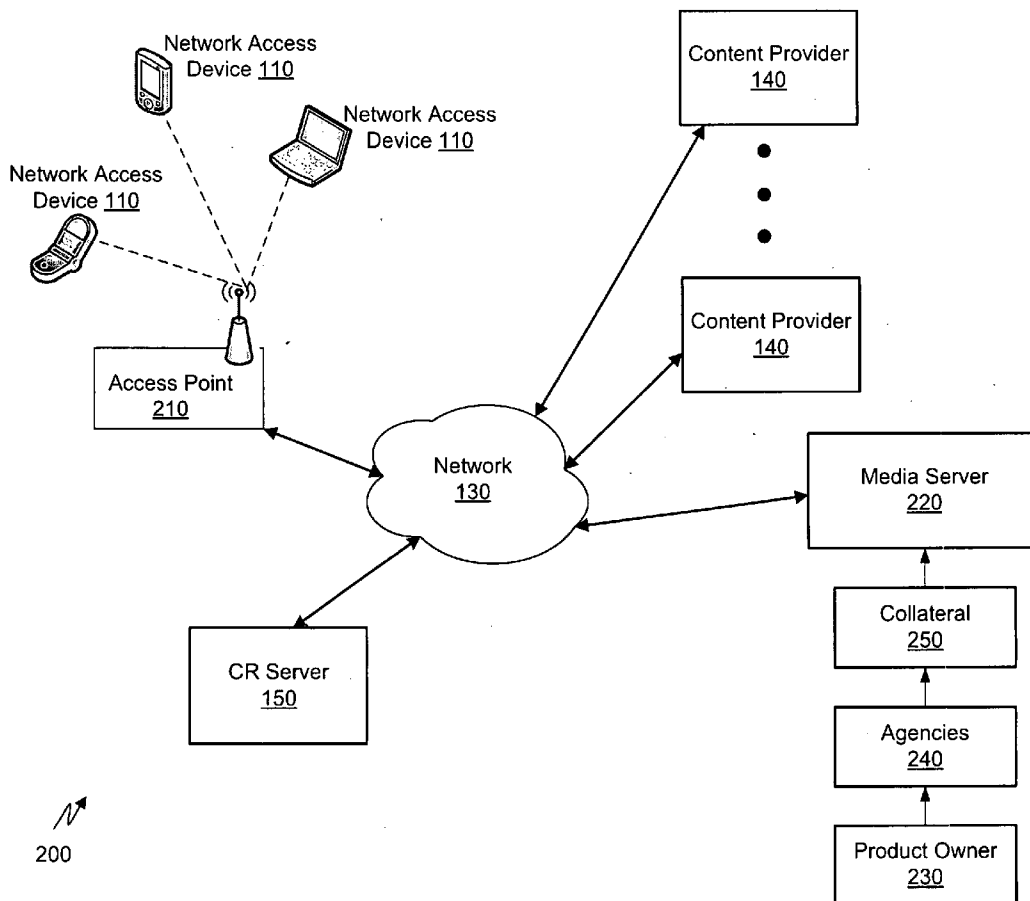 Network Access
Device 110
Network Access
Device 110
Network Access
Device 110
Content Provider
140
Content Provider
140
Access Point
210
Network
130
Media Server
220
Collateral
250
CR Server
150
Agencies
240
Product Owner
230
200